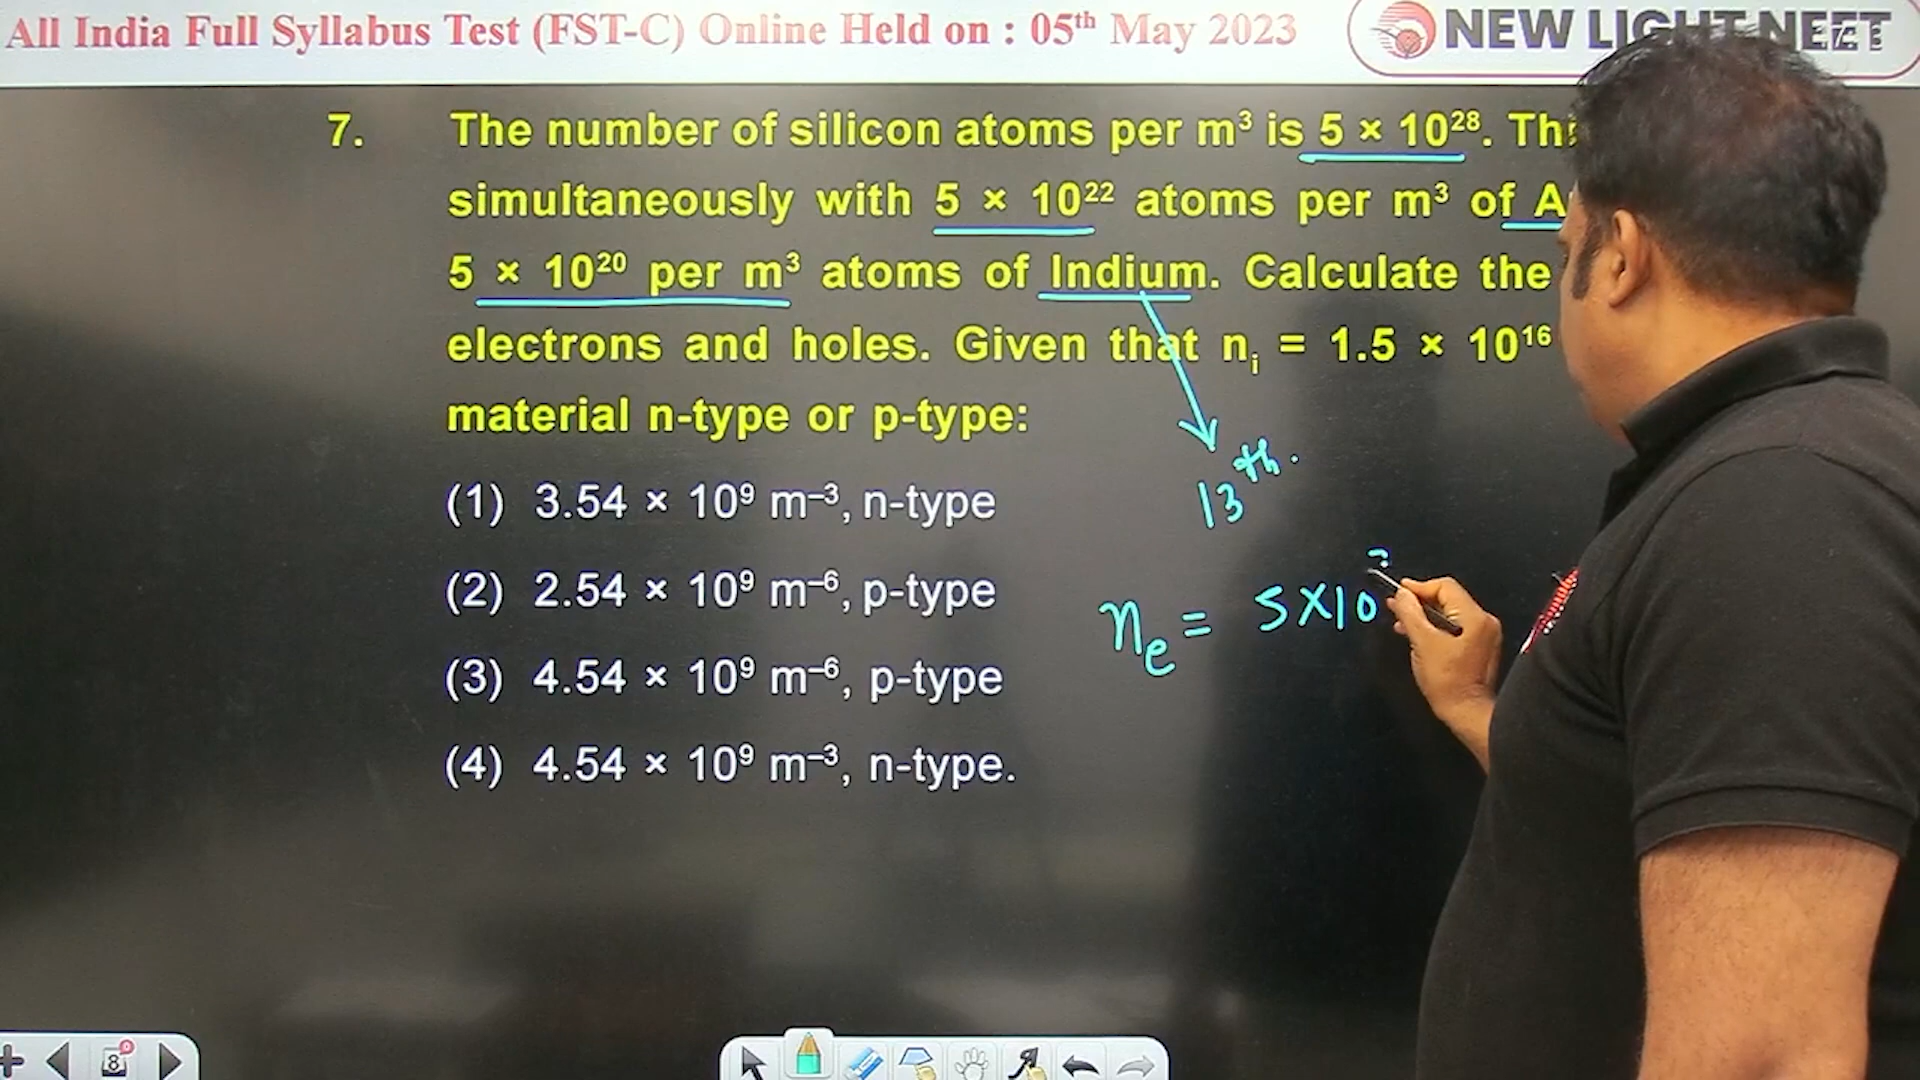 All India Full Syllabus Test (FST-C) Online Held on : 05th May 2023
NEW LIGHT NEET
7. The number of silicon atoms per m³ is 5 × 10²⁸.
simultaneously with 5 × 10²² atoms per m³ of
5 × 10²⁰ per m³ atoms of Indium. Calculate the
electrons and holes. Given that nᵢ = 1.5 × 10¹⁶
material n-type or p-type:
(1) 3.54 × 10⁹ m⁻³, n-type
(2) 2.54 × 10⁹ m⁻⁶, p-type
(3) 4.54 × 10⁹ m⁻⁶, p-type
(4) 4.54 × 10⁹ m⁻³, n-type.
13th.
nₑ = 5×10
8